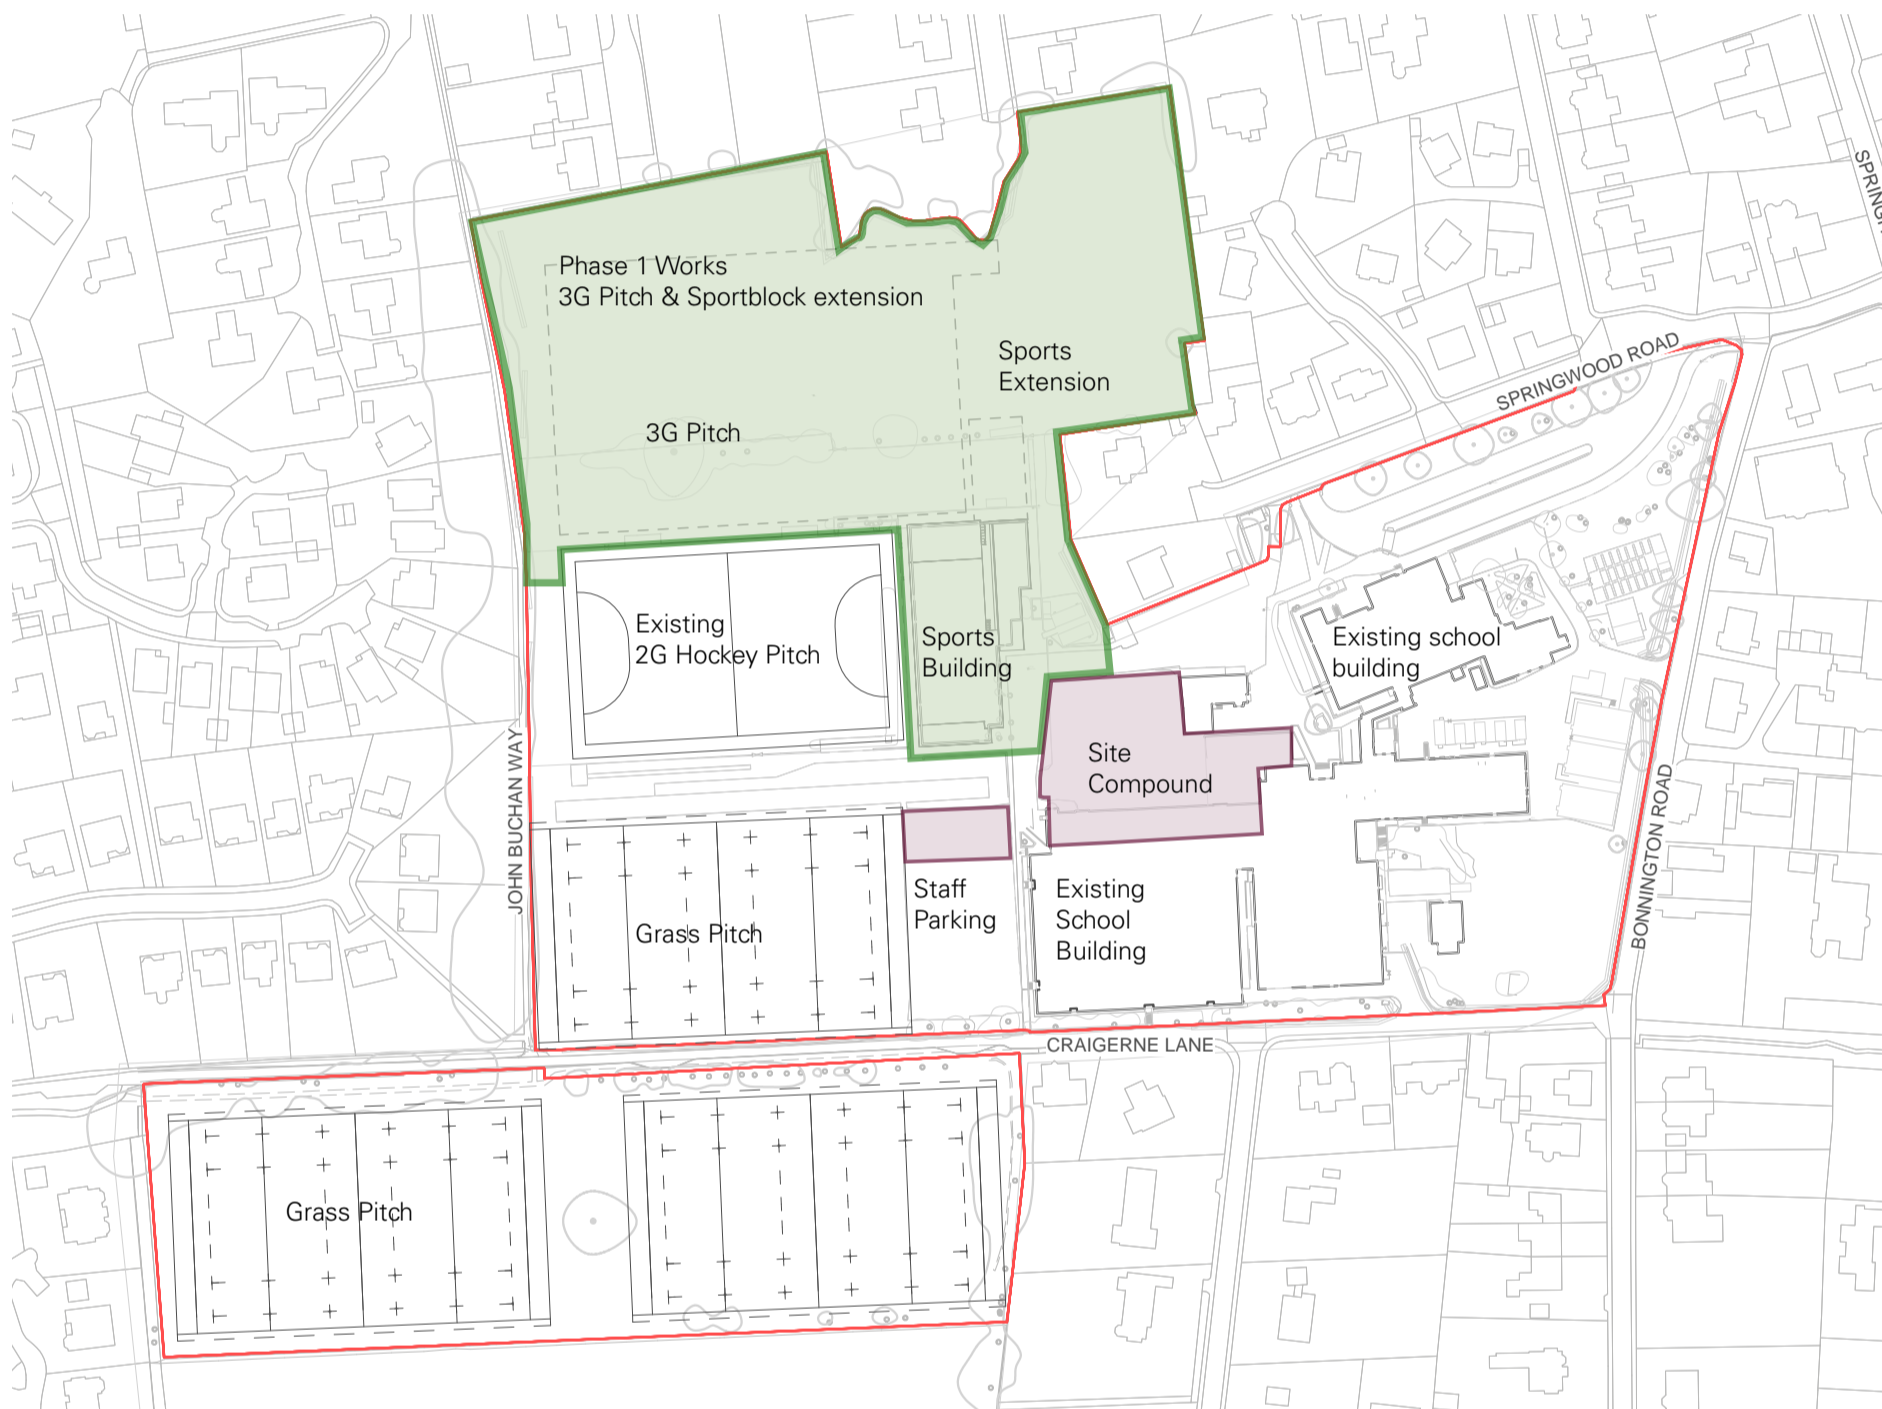 SPRING
Phase 1 Works
3G Pitch & Sportblock extension
Sports
Extension
SPRINGWOOD ROAD
3G Pitch
Existing
2G Hockey Pitch
Sports
Building
Existing school
building
Site
Compound
JOHN BUCHAN WAY
BONNINGTON ROAD
Staff
Parking
Existing
School
Building
Grass Pitch
CRAIGERNE LANE
Grass Pitch